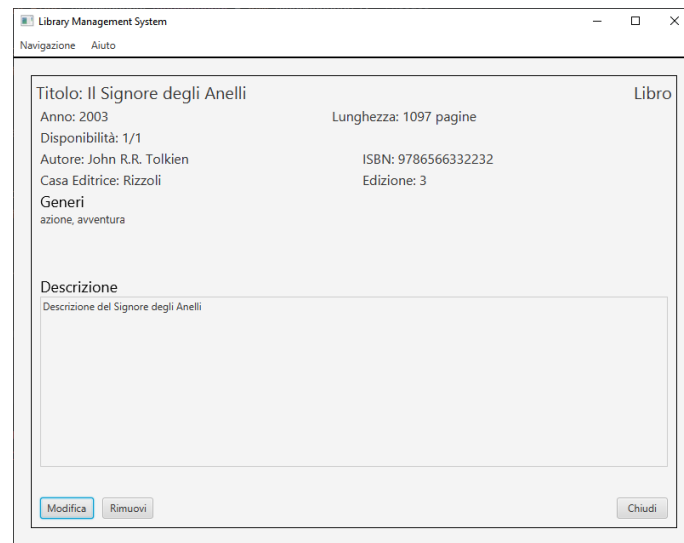 Library Management System
Navigazione Aiuto
Titolo: Il Signore degli Anelli Libro
Anno: 2003 Lunghezza: 1097 pagine
Disponibilità: 1/1
Autore: John R.R. Tolkien ISBN: 9786566332232
Casa Editrice: Rizzoli Edizione: 3
Generi
azione, avventura
Descrizione
Descrizione del Signore degli Anelli
Modifica Rimuovi Chiudi